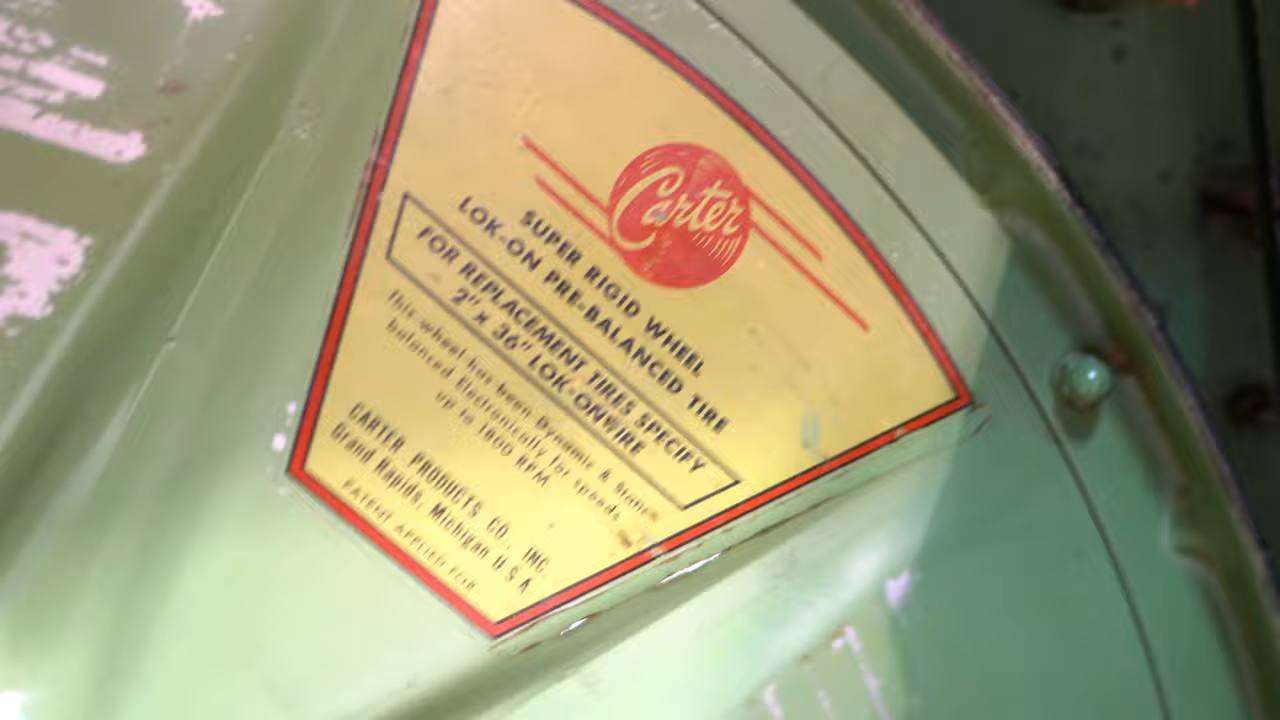 Carter
SUPER RIGID WHEEL
LOK-ON PRE-BALANCED TIRE
FOR REPLACEMENT TIRES SPECIFY
2" x 36" LOK-ON TIRE
This wheel has been Dynamic & Static
balanced Electronically for speeds
up to 1800 RPM
CARTER PRODUCTS CO., INC.
Grand Rapids, Michigan U S A
PATENT APPLIED FOR